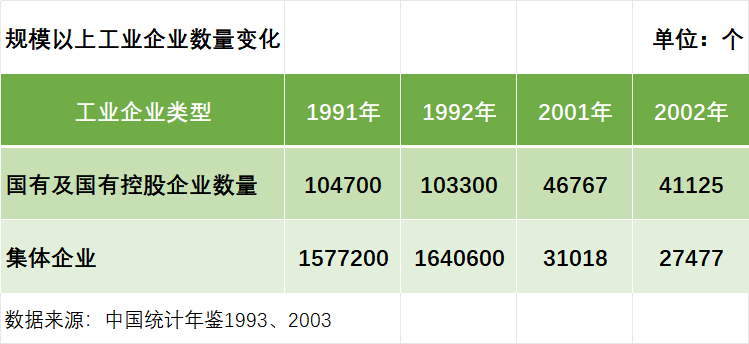 规模以上工业企业数量变化 单位：个
工业企业类型 1991年 1992年 2001年 2002年
国有及国有控股企业数量 104700 103300 46767 41125
集体企业 1577200 1640600 31018 27477
数据来源：中国统计年鉴1993、2003